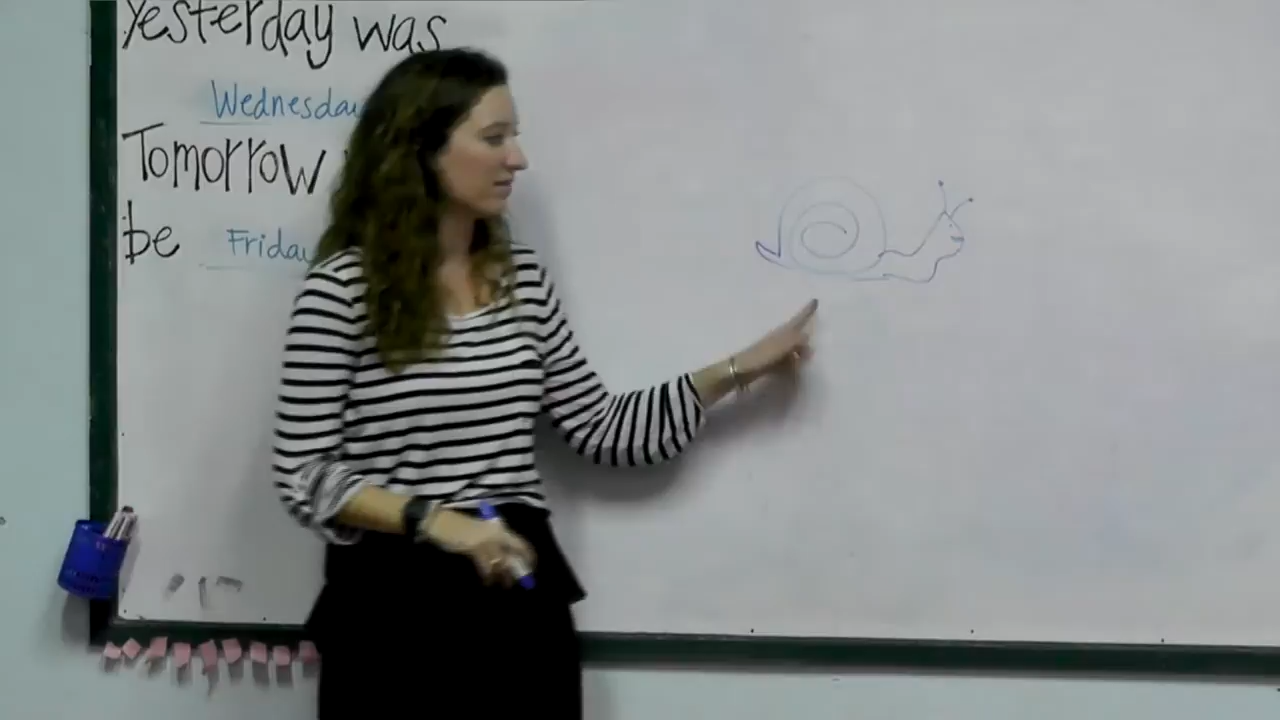 Yesterday was
Wednesday
Tomorrow
be Friday